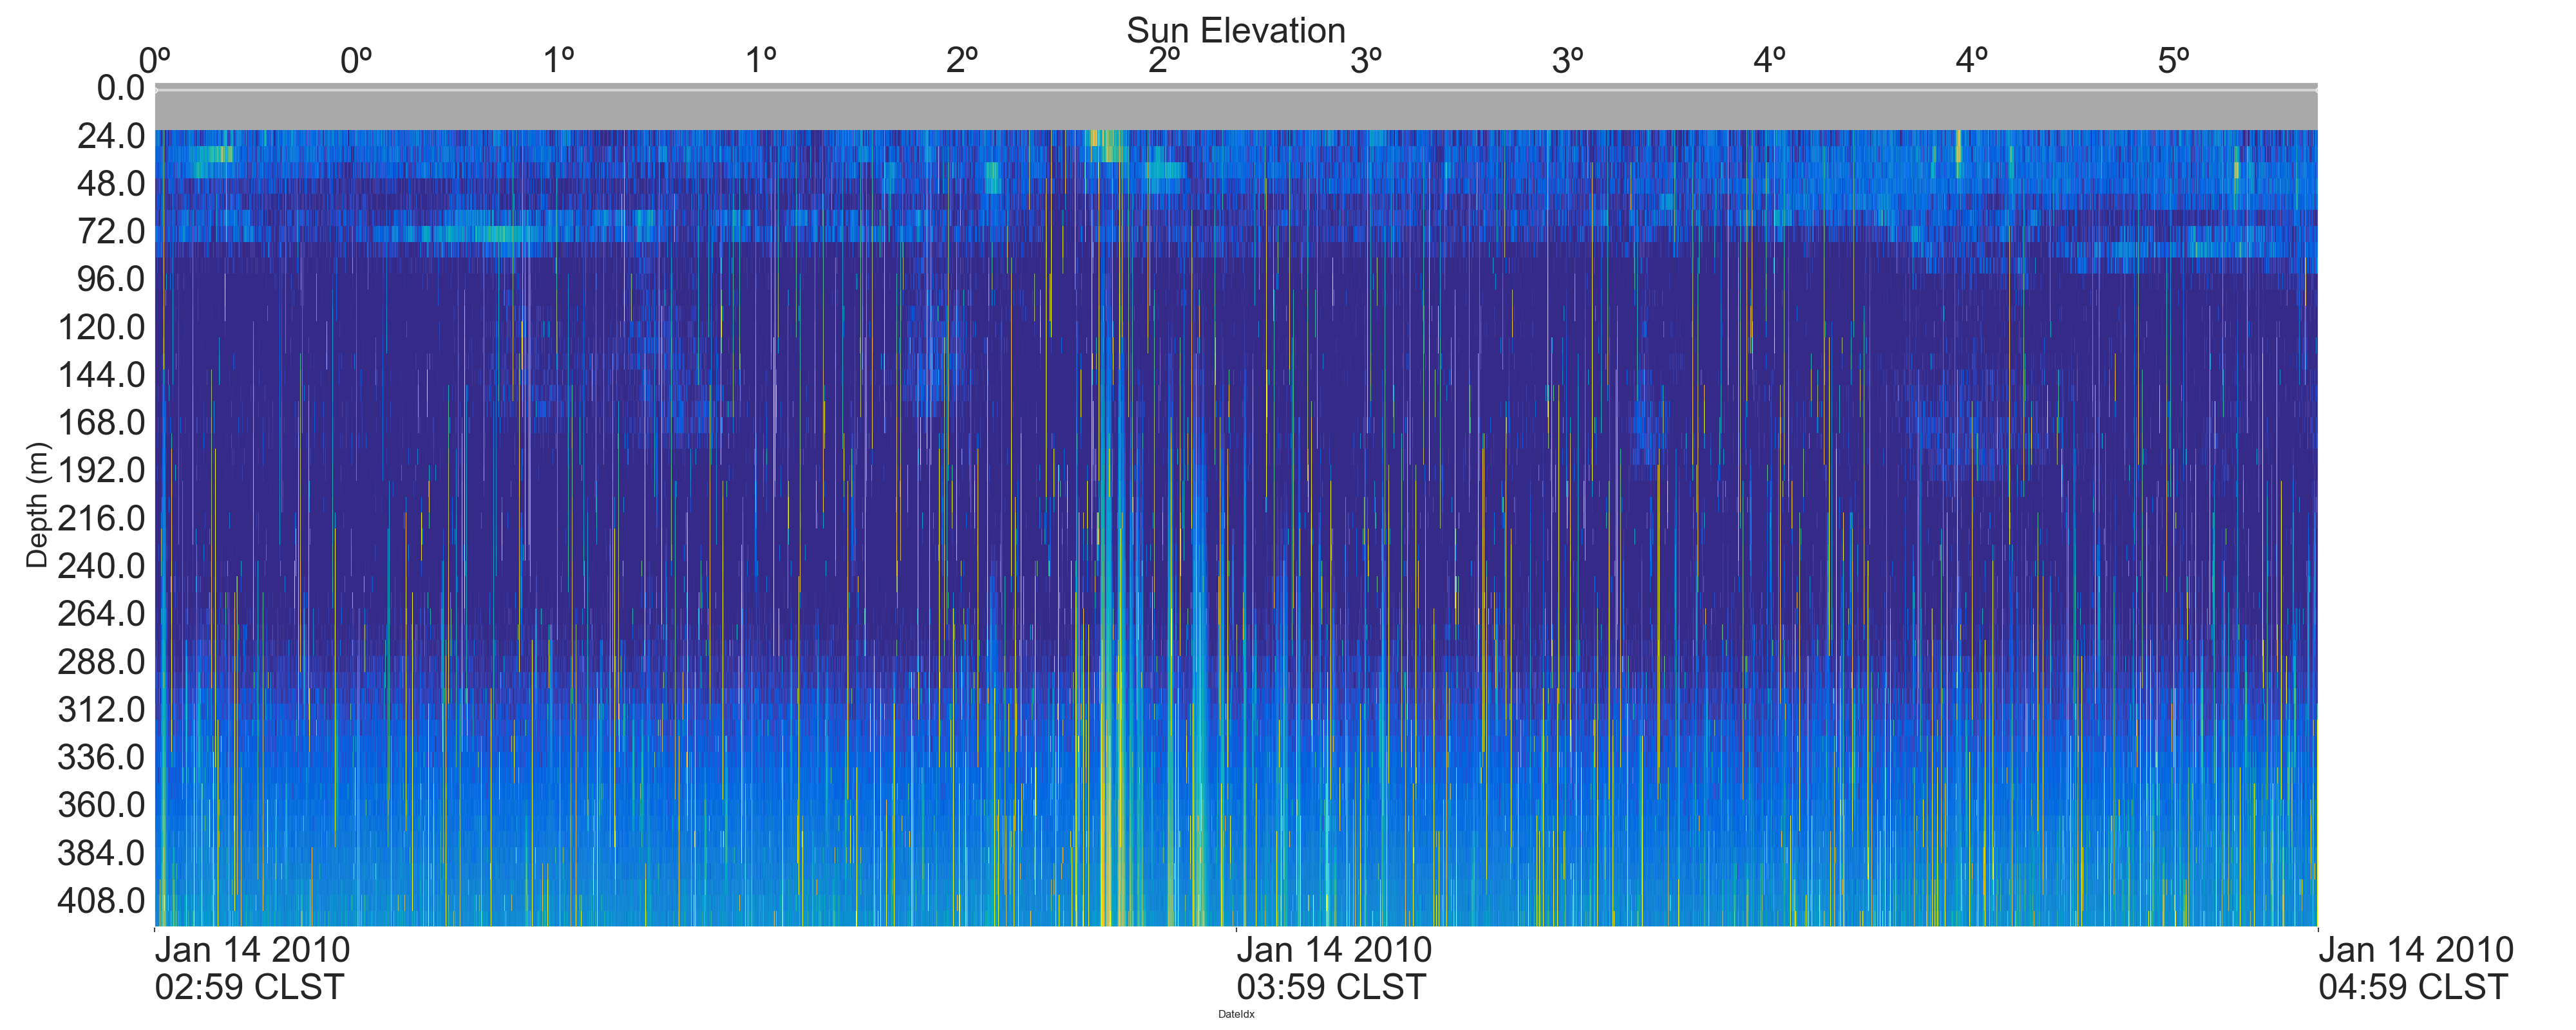 Sun Elevation
0º 0º 1º 1º 2º 2º 3º 3º 4º 4º 5º
0.0
24.0
48.0
72.0
96.0
120.0
144.0
168.0
192.0
216.0
240.0
264.0
288.0
312.0
336.0
360.0
384.0
408.0
Depth (m)
Jan 14 2010
02:59 CLST
Jan 14 2010
03:59 CLST
Jan 14 2010
04:59 CLST
DateIdx